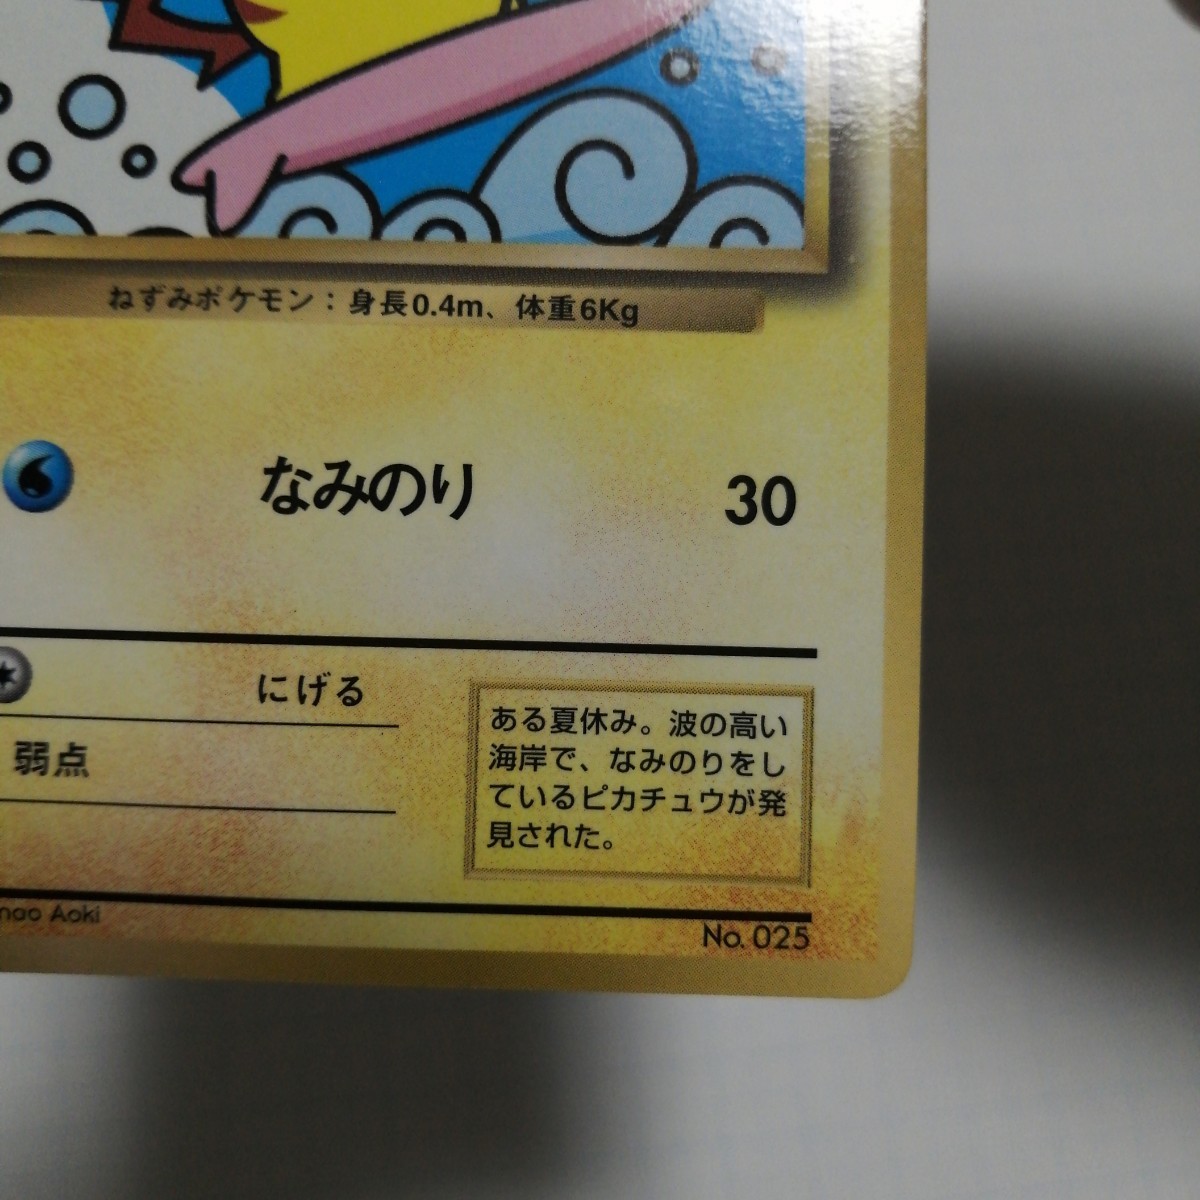 ねずみポケモン：身長0.4m、体重6Kg
なみのり 30
にげる
弱点
ある夏休み。波の高い
海岸で、なみのりをし
ているピカチュウが発
見された。
Aoki
No. 025